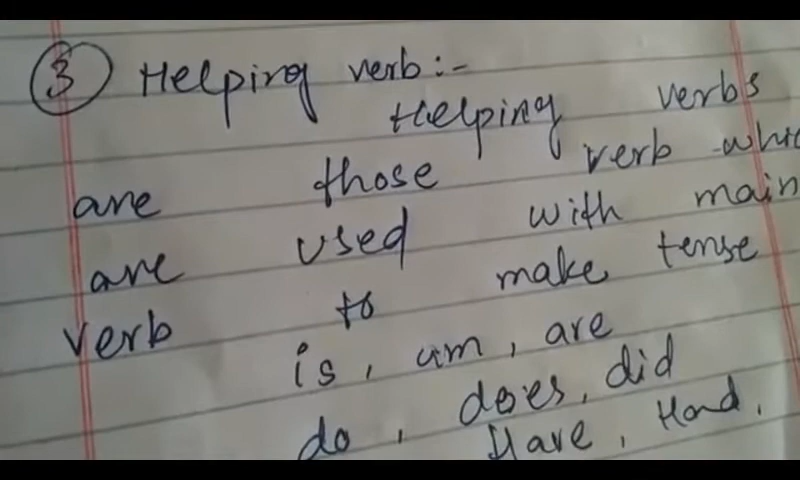 3 Helping verb:-
Helping verbs
are those verb
are used with main
verb to make tense
is, am, are
do, does, did
Have, Had,